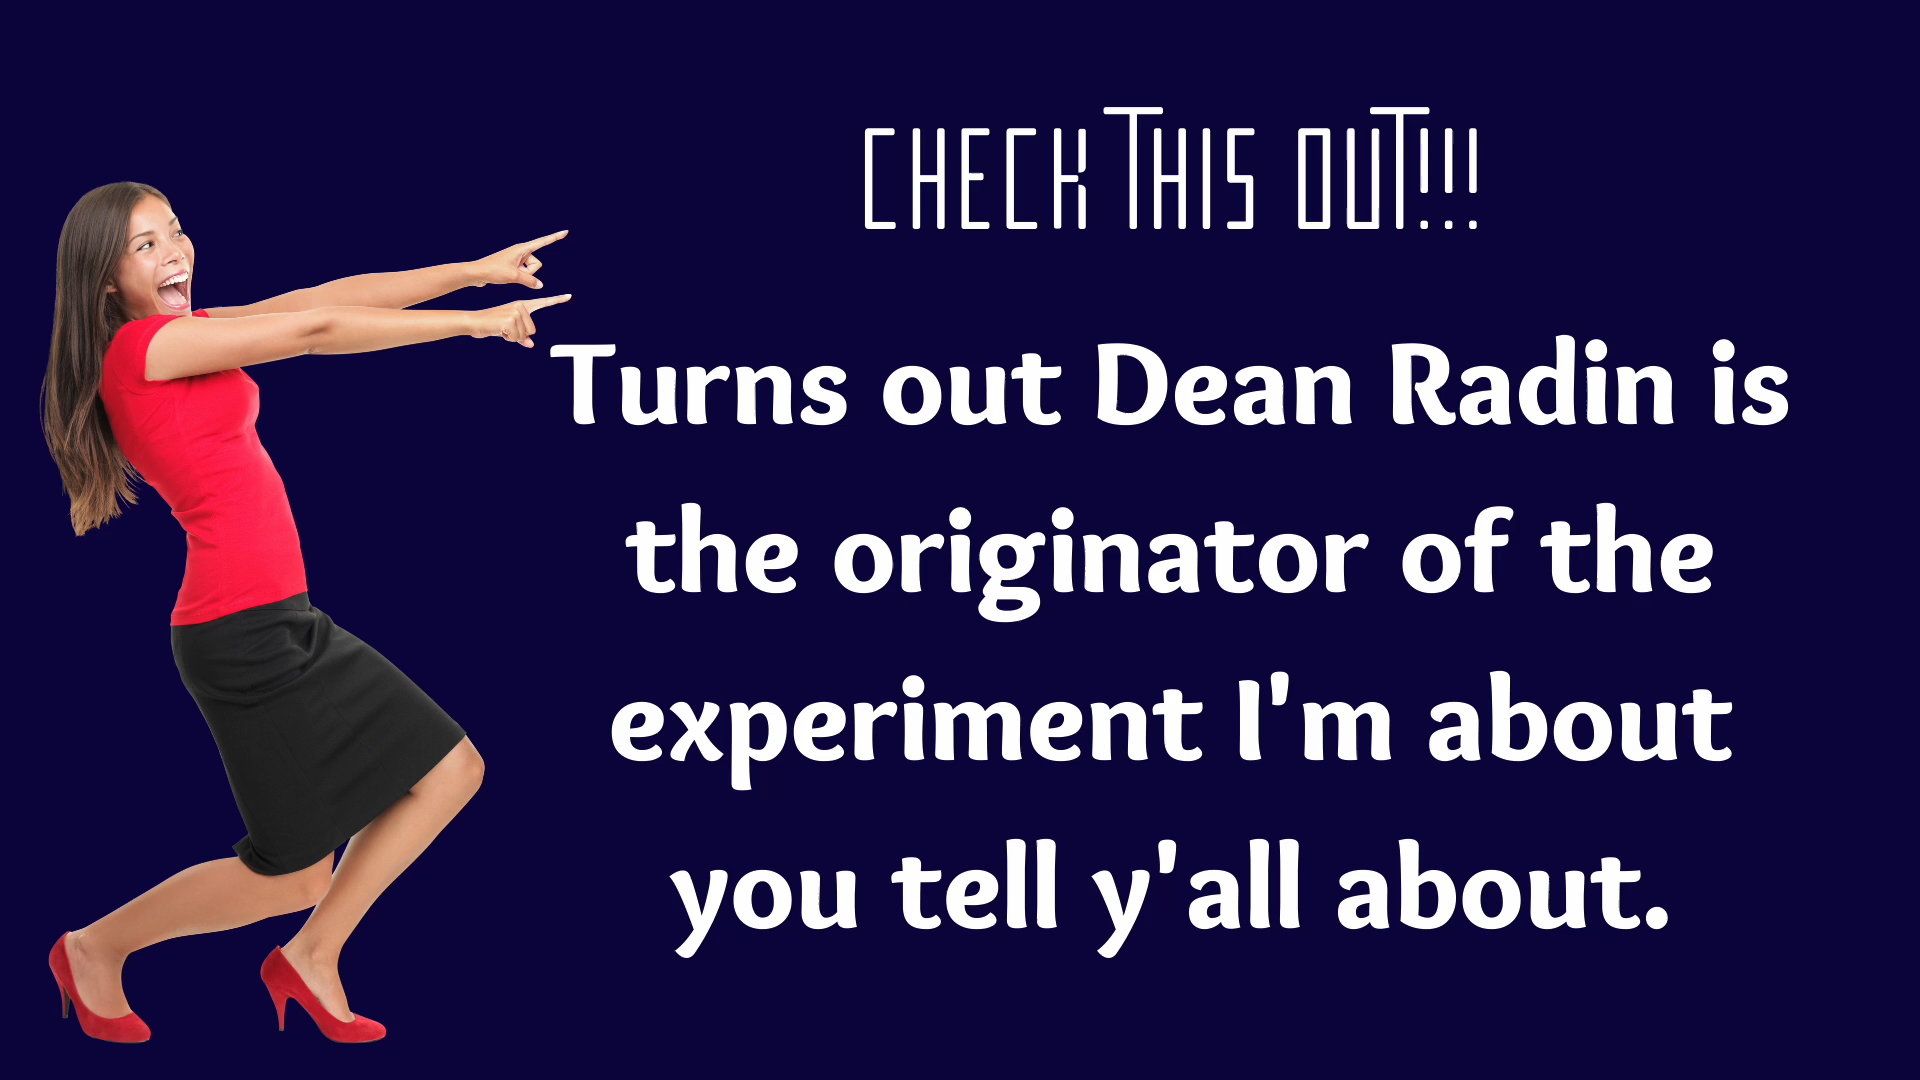 CHECK THIS OUT!!!
Turns out Dean Radin is
the originator of the
experiment I'm about
you tell y'all about.